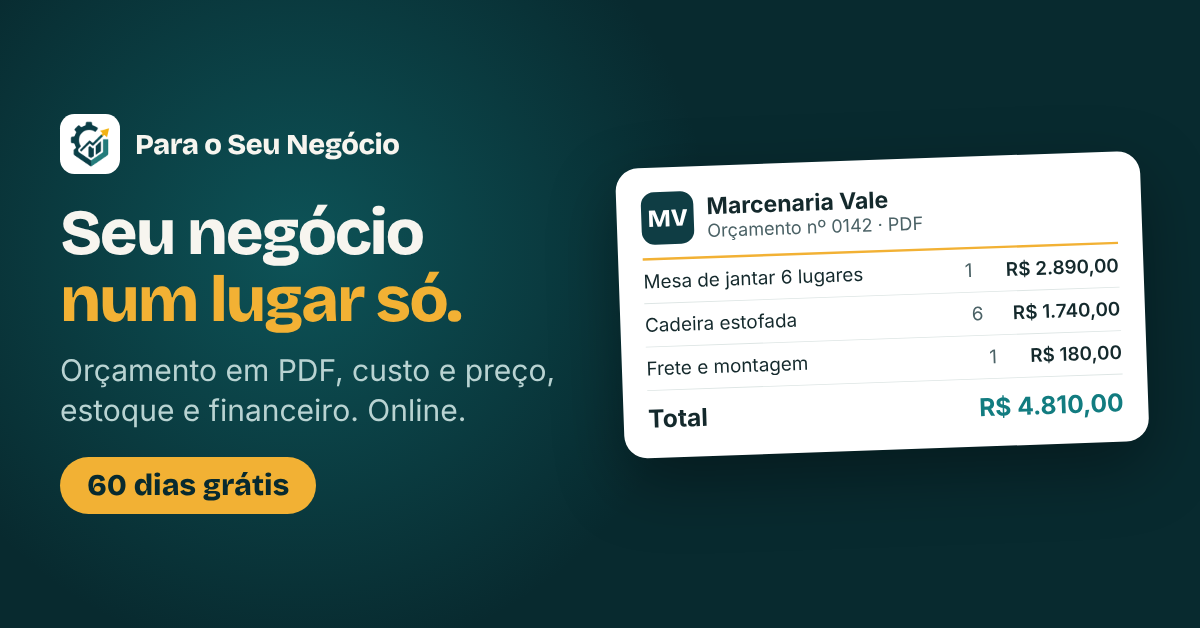 Para o Seu Negócio
Seu negócio
num lugar só.
Orçamento em PDF, custo e preço,
estoque e financeiro. Online.
60 dias grátis
MV
Marcenaria Vale
Orçamento nº 0142 · PDF
Mesa de jantar 6 lugares 1 R$ 2.890,00
Cadeira estofada 6 R$ 1.740,00
Frete e montagem 1 R$ 180,00
Total R$ 4.810,00